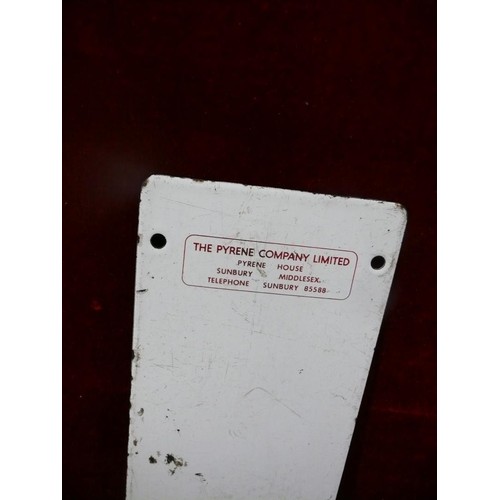 THE PYRENE COMPANY LIMITED
PYRENE HOUSE
SUNBURY MIDDLESEX.
TELEPHONE SUNBURY 85588